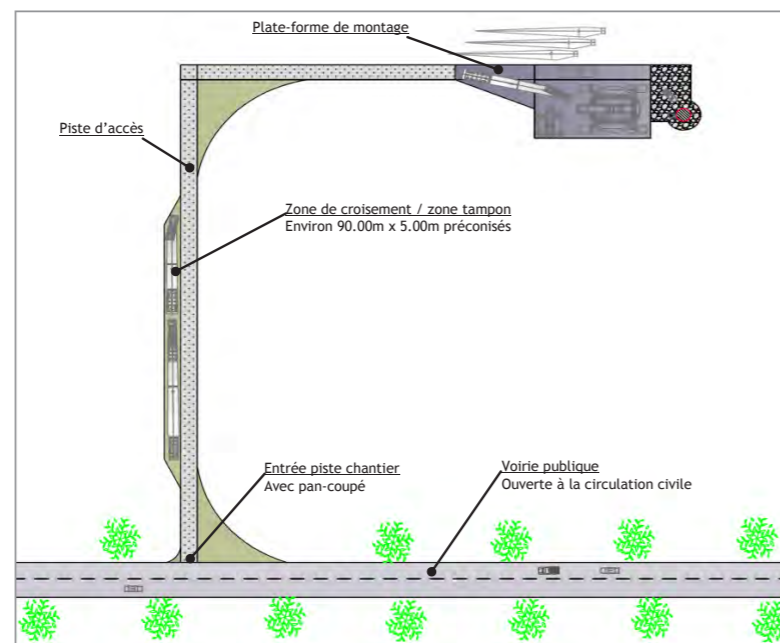 Plate-forme de montage
Piste d'accès
Zone de croisement / zone tampon
Environ 90.00m x 5.00m préconisés
Entrée piste chantier
Avec pan-coupé
Voirie publique
Ouverte à la circulation civile